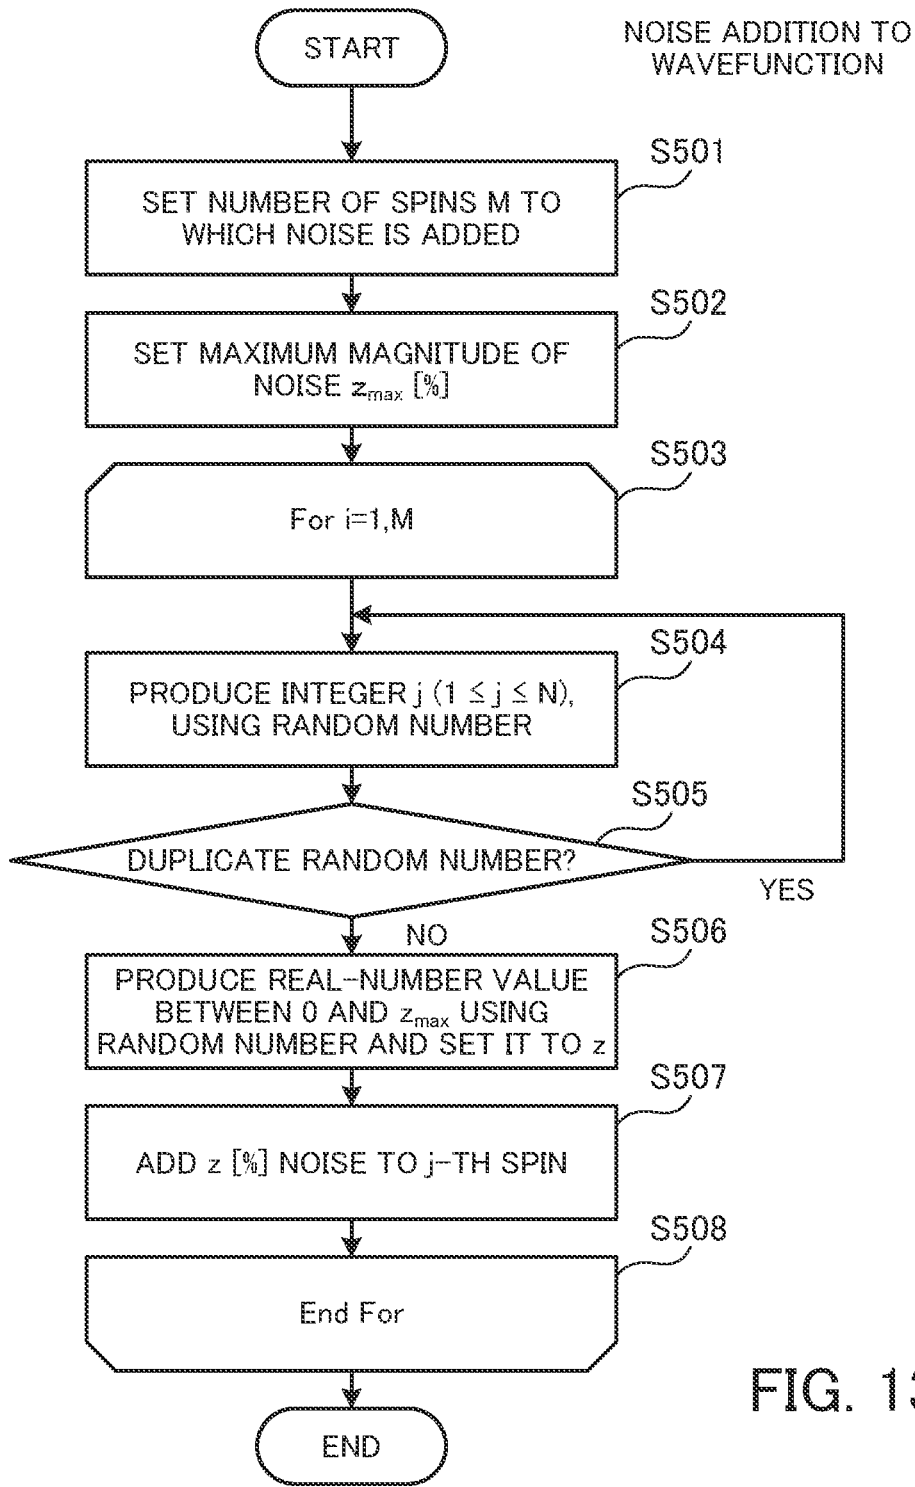 START
NOISE ADDITION TO
WAVEFUNCTION
S501
SET NUMBER OF SPINS M TO
WHICH NOISE IS ADDED
S502
SET MAXIMUM MAGNITUDE OF
NOISE zmax [%]
S503
For i=1,M
S504
PRODUCE INTEGER j (1 ≤ j ≤ N),
USING RANDOM NUMBER
S505
DUPLICATE RANDOM NUMBER?
YES
NO
S506
PRODUCE REAL-NUMBER VALUE
BETWEEN 0 AND zmax USING
RANDOM NUMBER AND SET IT TO z
S507
ADD z [%] NOISE TO j-TH SPIN
S508
End For
FIG. 13
END